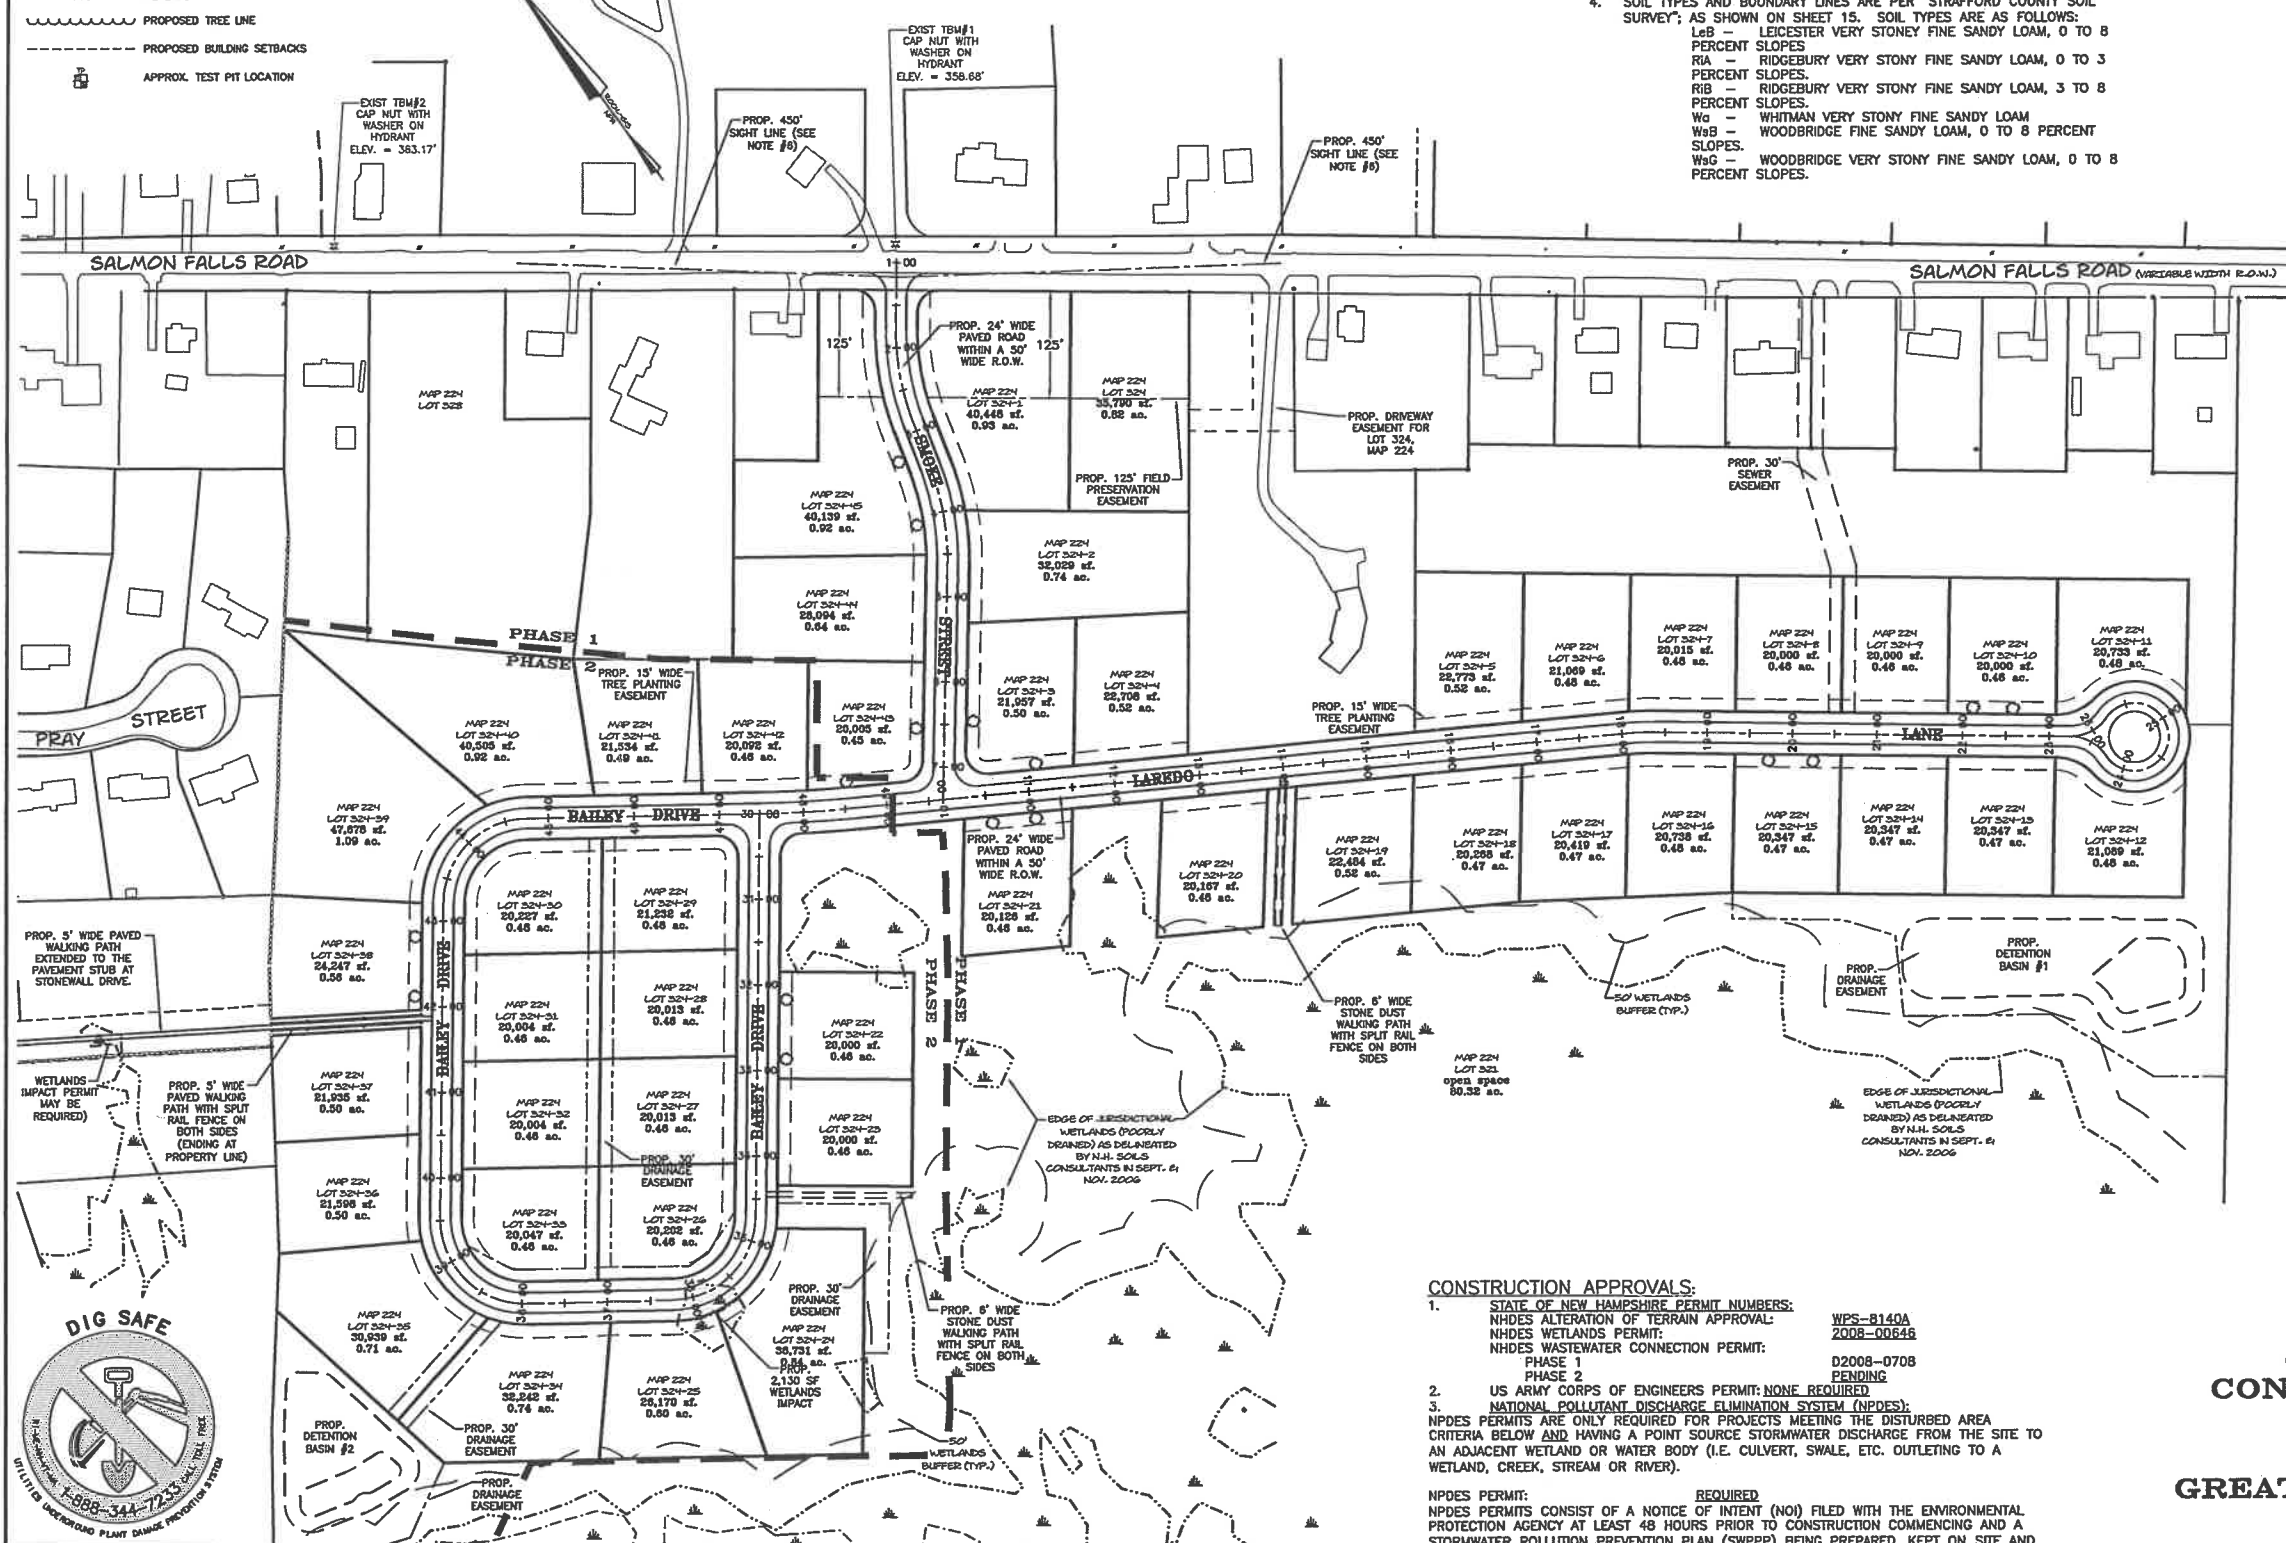 PROPOSED TREE LINE
PROPOSED BUILDING SETBACKS
APPROX. TEST PIT LOCATION
TP
EXIST TBM#2
CAP NUT WITH
WASHER ON
HYDRANT
ELEV. = 363.17'
EXIST TBM#1
CAP NUT WITH
WASHER ON
HYDRANT
ELEV. = 358.68'
PROP. 450'
SIGHT LINE (SEE
NOTE #6)
PROP. 450'
SIGHT LINE (SEE
NOTE #6)
4. SOIL TYPES AND BOUNDARY LINES ARE PER "STRAFFORD COUNTY SOIL
SURVEY"; AS SHOWN ON SHEET 15. SOIL TYPES ARE AS FOLLOWS:
LeB – LEICESTER VERY STONEY FINE SANDY LOAM, 0 TO 8
PERCENT SLOPES
RlA – RIDGEBURY VERY STONY FINE SANDY LOAM, 0 TO 3
PERCENT SLOPES.
RlB – RIDGEBURY VERY STONY FINE SANDY LOAM, 3 TO 8
PERCENT SLOPES.
Wa – WHITMAN VERY STONY FINE SANDY LOAM
WsB – WOODBRIDGE FINE SANDY LOAM, 0 TO 8 PERCENT
SLOPES.
WsG – WOODBRIDGE VERY STONY FINE SANDY LOAM, 0 TO 8
PERCENT SLOPES.
SALMON FALLS ROAD
1+00
SALMON FALLS ROAD (VARIABLE WIDTH R.O.W.)
125'
PROP. 24' WIDE
PAVED ROAD
WITHIN A 50'
WIDE R.O.W.
125'
MAP 224
LOT 328
MAP 224
LOT 324-1
40,446 sf.
0.93 ac.
MAP 224
LOT 324
35,790 sf.
0.82 ac.
PROP. DRIVEWAY
EASEMENT FOR
LOT 324,
MAP 224
SMOKE
STREET
PROP. 125' FIELD
PRESERVATION
EASEMENT
PROP. 30'
SEWER
EASEMENT
MAP 224
LOT 324-45
40,139 sf.
0.92 ac.
MAP 224
LOT 324-2
32,029 sf.
0.74 ac.
MAP 224
LOT 324-44
28,094 sf.
0.64 ac.
PHASE 1
PHASE 2
PROP. 15' WIDE
TREE PLANTING
EASEMENT
MAP 224
LOT 324-5
22,773 sf.
0.52 ac.
MAP 224
LOT 324-6
21,069 sf.
0.48 ac.
MAP 224
LOT 324-7
20,015 sf.
0.46 ac.
MAP 224
LOT 324-8
20,000 sf.
0.46 ac.
MAP 224
LOT 324-9
20,000 sf.
0.46 ac.
MAP 224
LOT 324-10
20,000 sf.
0.46 ac.
MAP 224
LOT 324-11
20,733 sf.
0.48 ac.
MAP 224
LOT 324-3
21,957 sf.
0.50 ac.
MAP 224
LOT 324-4
22,708 sf.
0.52 ac.
PROP. 15' WIDE
TREE PLANTING
EASEMENT
PRAY
STREET
MAP 224
LOT 324-40
40,505 sf.
0.92 ac.
MAP 224
LOT 324-41
21,534 sf.
0.49 ac.
MAP 224
LOT 324-42
20,092 sf.
0.46 ac.
MAP 224
LOT 324-43
20,005 sf.
0.45 ac.
LAREDO
LANE
MAP 224
LOT 324-39
47,678 sf.
1.09 ac.
BAILEY DRIVE
PROP. 24' WIDE
PAVED ROAD
WITHIN A 50'
WIDE R.O.W.
MAP 224
LOT 324-21
20,126 sf.
0.46 ac.
MAP 224
LOT 324-20
20,167 sf.
0.46 ac.
MAP 224
LOT 324-19
22,484 sf.
0.52 ac.
MAP 224
LOT 324-18
20,268 sf.
0.47 ac.
MAP 224
LOT 324-17
20,419 sf.
0.47 ac.
MAP 224
LOT 324-16
20,738 sf.
0.48 ac.
MAP 224
LOT 324-15
20,347 sf.
0.47 ac.
MAP 224
LOT 324-14
20,347 sf.
0.47 ac.
MAP 224
LOT 324-13
20,347 sf.
0.47 ac.
MAP 224
LOT 324-12
21,089 sf.
0.48 ac.
MAP 224
LOT 324-30
20,227 sf.
0.46 ac.
MAP 224
LOT 324-29
21,232 sf.
0.48 ac.
PROP. 5' WIDE PAVED
WALKING PATH
EXTENDED TO THE
PAVEMENT STUB AT
STONEWALL DRIVE.
MAP 224
LOT 324-38
24,247 sf.
0.56 ac.
BAILEY DRIVE
MAP 224
LOT 324-31
20,004 sf.
0.46 ac.
MAP 224
LOT 324-28
20,013 sf.
0.46 ac.
BAILEY DRIVE
MAP 224
LOT 324-22
20,000 sf.
0.46 ac.
PHASE 2
PHASE 1
PROP. 6' WIDE
STONE DUST
WALKING PATH
WITH SPLIT RAIL
FENCE ON BOTH
SIDES
50' WETLANDS
BUFFER (TYP.)
PROP.
DRAINAGE
EASEMENT
PROP.
DETENTION
BASIN #1
MAP 224
LOT 321
open space
80.32 ac.
WETLANDS
IMPACT PERMIT
MAY BE
REQUIRED)
PROP. 5' WIDE
PAVED WALKING
PATH WITH SPLIT
RAIL FENCE ON
BOTH SIDES
(ENDING AT
PROPERTY LINE)
MAP 224
LOT 324-37
21,935 sf.
0.50 ac.
MAP 224
LOT 324-32
20,004 sf.
0.46 ac.
MAP 224
LOT 324-27
20,013 sf.
0.46 ac.
MAP 224
LOT 324-23
20,000 sf.
0.46 ac.
EDGE OF JURISDICTIONAL
WETLANDS (POORLY
DRAINED) AS DELINEATED
BY N.H. SOILS
CONSULTANTS IN SEPT. &
NOV. 2006
EDGE OF JURISDICTIONAL
WETLANDS (POORLY
DRAINED) AS DELINEATED
BY N.H. SOILS
CONSULTANTS IN SEPT. &
NOV. 2006
PROP. 30'
DRAINAGE
EASEMENT
MAP 224
LOT 324-36
21,598 sf.
0.50 ac.
MAP 224
LOT 324-33
20,047 sf.
0.46 ac.
MAP 224
LOT 324-26
20,202 sf.
0.46 ac.
PROP. 30'
DRAINAGE
EASEMENT
MAP 224
LOT 324-24
36,731 sf.
0.84 ac.
PROP.
2,130 SF
WETLANDS
IMPACT
PROP. 6' WIDE
STONE DUST
WALKING PATH
WITH SPLIT RAIL
FENCE ON BOTH
SIDES
MAP 224
LOT 324-35
30,939 sf.
0.71 ac.
MAP 224
LOT 324-34
32,242 sf.
0.74 ac.
MAP 224
LOT 324-25
26,170 sf.
0.60 ac.
PROP.
DETENTION
BASIN #2
PROP. 30'
DRAINAGE
EASEMENT
PROP.
DRAINAGE
EASEMENT
50'
WETLANDS
BUFFER (TYP.)
DIG SAFE
1-888-344-7233
CALL TOLL FREE
UTILITIES UNDERGROUND PLANT DAMAGE PREVENTION SYSTEM
CONSTRUCTION APPROVALS:
1. STATE OF NEW HAMPSHIRE PERMIT NUMBERS:
NHDES ALTERATION OF TERRAIN APPROVAL: WPS-8140A
NHDES WETLANDS PERMIT: 2008-00646
NHDES WASTEWATER CONNECTION PERMIT:
PHASE 1 D2008-0708
PHASE 2 PENDING
2. US ARMY CORPS OF ENGINEERS PERMIT: NONE REQUIRED
3. NATIONAL POLLUTANT DISCHARGE ELIMINATION SYSTEM (NPDES):
NPDES PERMITS ARE ONLY REQUIRED FOR PROJECTS MEETING THE DISTURBED AREA
CRITERIA BELOW AND HAVING A POINT SOURCE STORMWATER DISCHARGE FROM THE SITE TO
AN ADJACENT WETLAND OR WATER BODY (I.E. CULVERT, SWALE, ETC. OUTLETING TO A
WETLAND, CREEK, STREAM OR RIVER).
NPDES PERMIT: REQUIRED
NPDES PERMITS CONSIST OF A NOTICE OF INTENT (NOI) FILED WITH THE ENVIRONMENTAL
PROTECTION AGENCY AT LEAST 48 HOURS PRIOR TO CONSTRUCTION COMMENCING AND A
STORMWATER POLLUTION PREVENTION PLAN (SWPPP) BEING PREPARED, KEPT ON SITE AND
CON
GREAT